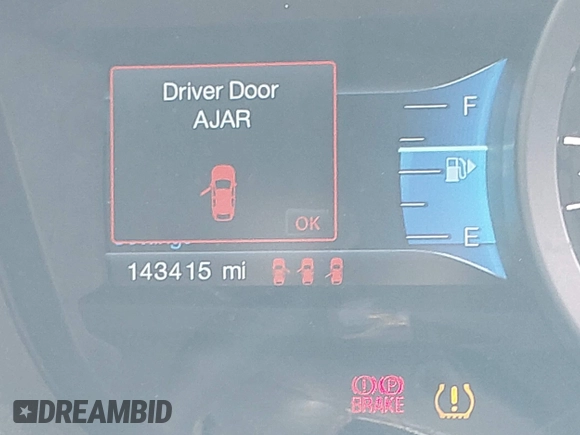 Driver Door
AJAR
OK
F
E
143415 mi
BRAKE
DREAMBID